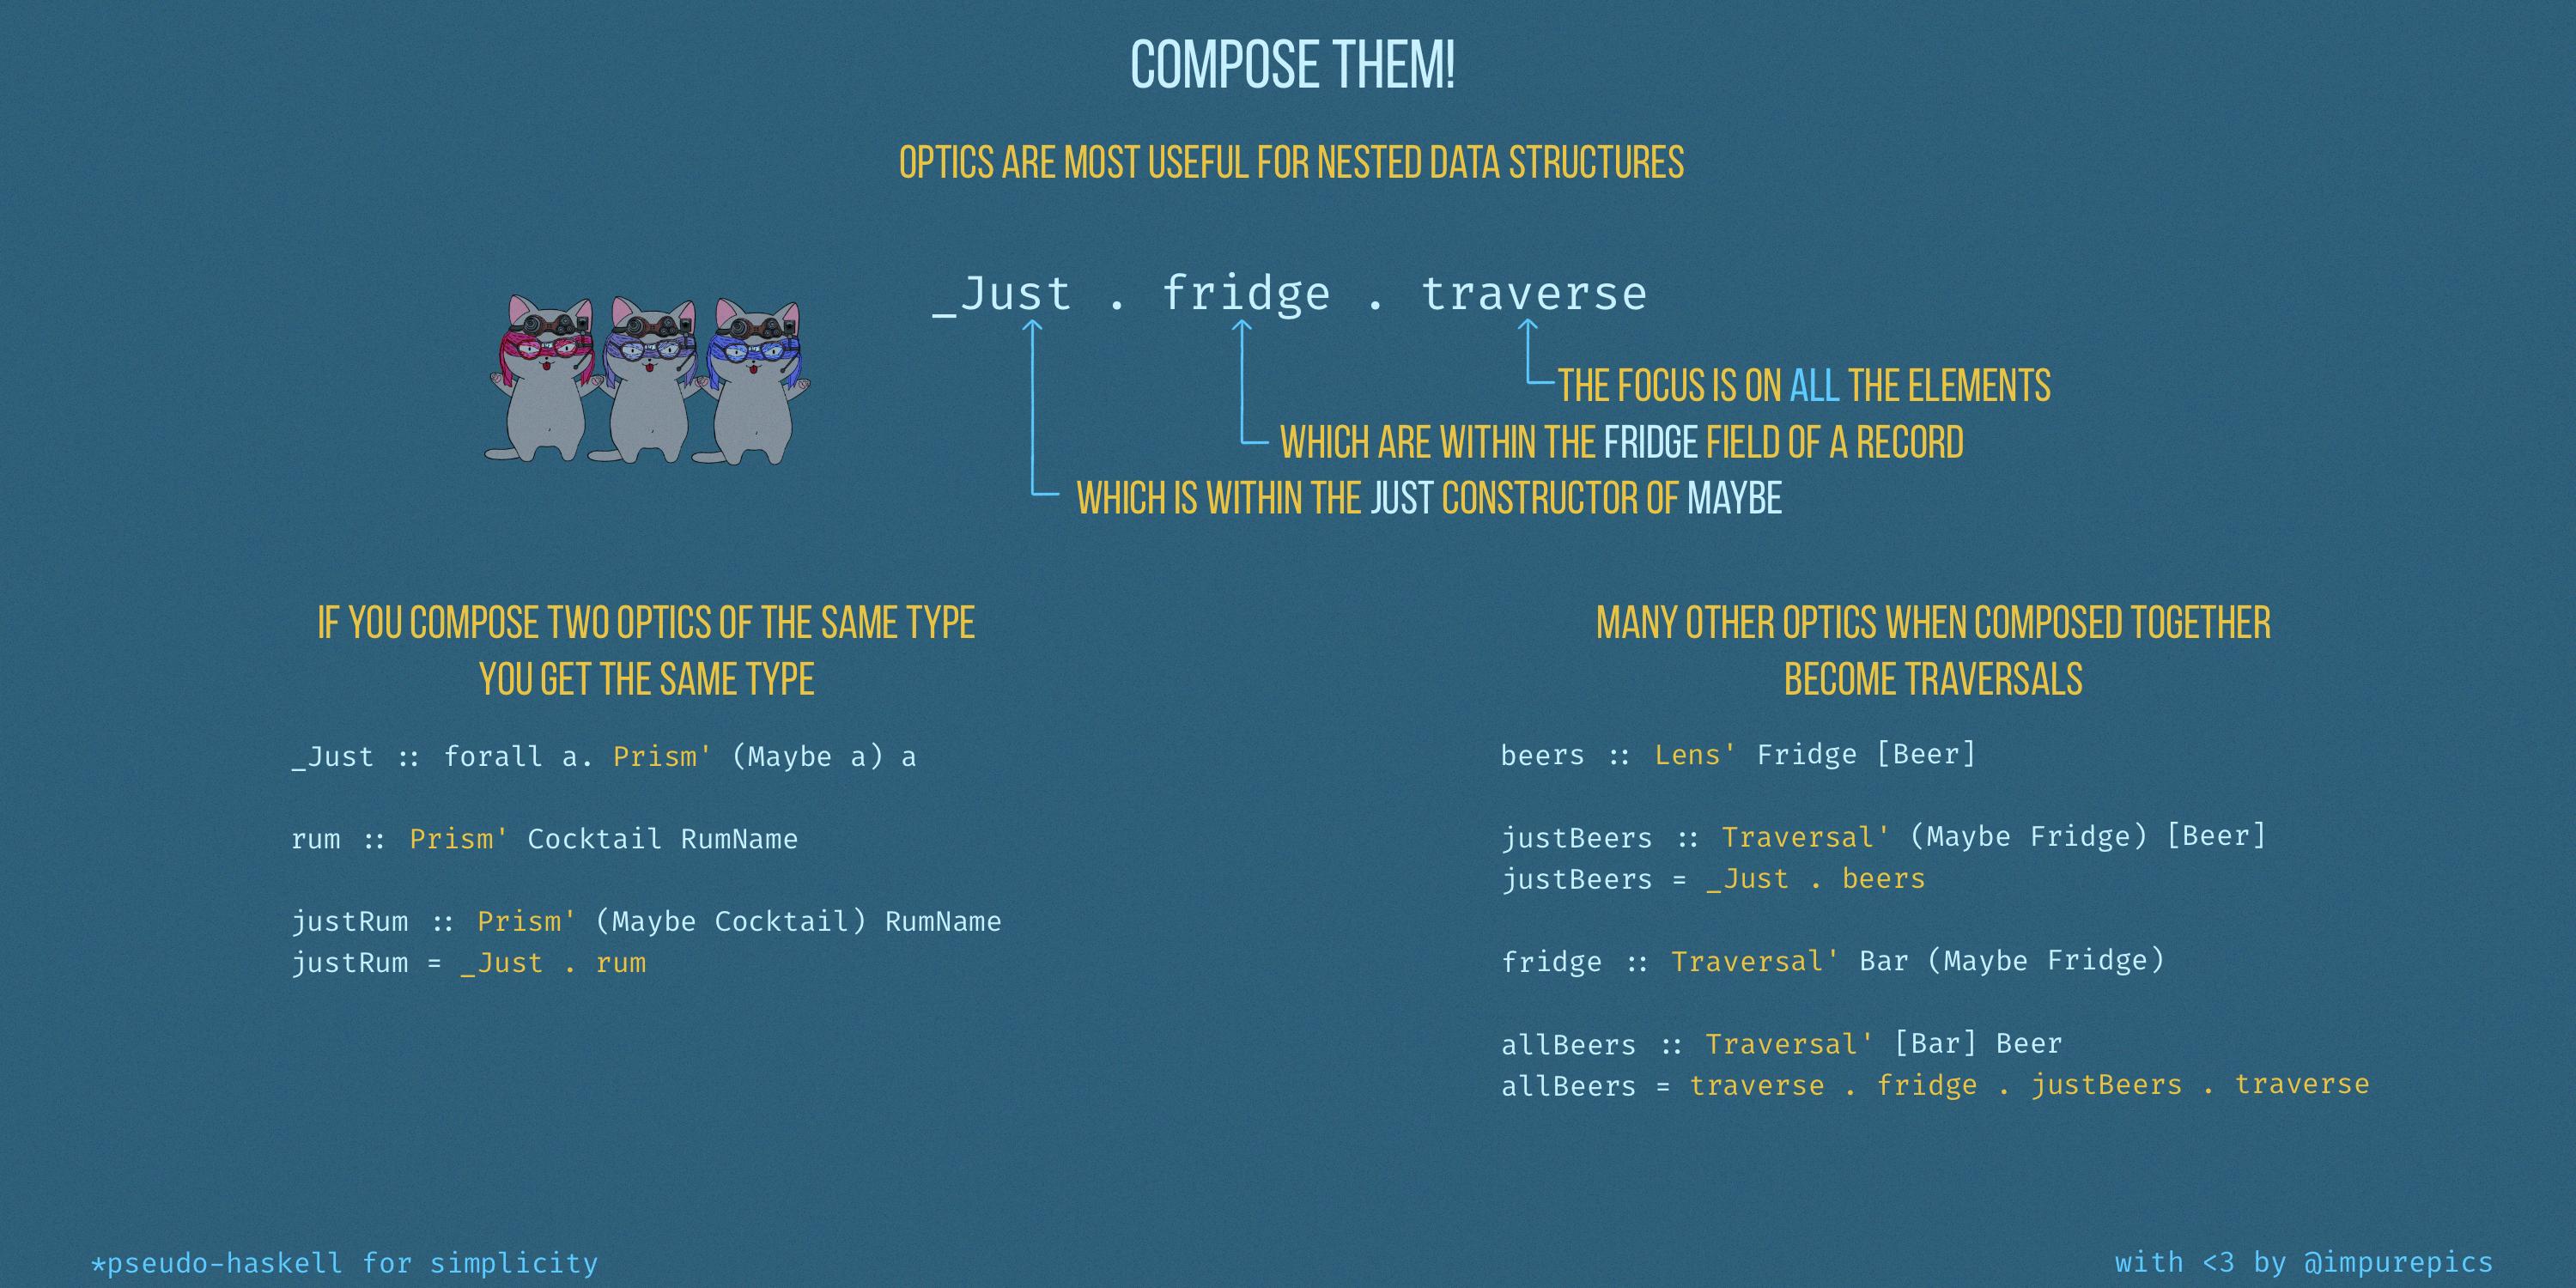 COMPOSE THEM!
OPTICS ARE MOST USEFUL FOR NESTED DATA STRUCTURES
_Just . fridge . traverse
THE FOCUS IS ON ALL THE ELEMENTS
WHICH ARE WITHIN THE FRIDGE FIELD OF A RECORD
WHICH IS WITHIN THE JUST CONSTRUCTOR OF MAYBE
IF YOU COMPOSE TWO OPTICS OF THE SAME TYPE
YOU GET THE SAME TYPE
_Just :: forall a. Prism' (Maybe a) a
rum :: Prism' Cocktail RumName
justRum :: Prism' (Maybe Cocktail) RumName
justRum = _Just . rum
MANY OTHER OPTICS WHEN COMPOSED TOGETHER
BECOME TRAVERSALS
beers :: Lens' Fridge [Beer]
justBeers :: Traversal' (Maybe Fridge) [Beer]
justBeers = _Just . beers
fridge :: Traversal' Bar (Maybe Fridge)
allBeers :: Traversal' [Bar] Beer
allBeers = traverse . fridge . justBeers . traverse
*pseudo-haskell for simplicity
with <3 by @impurepics